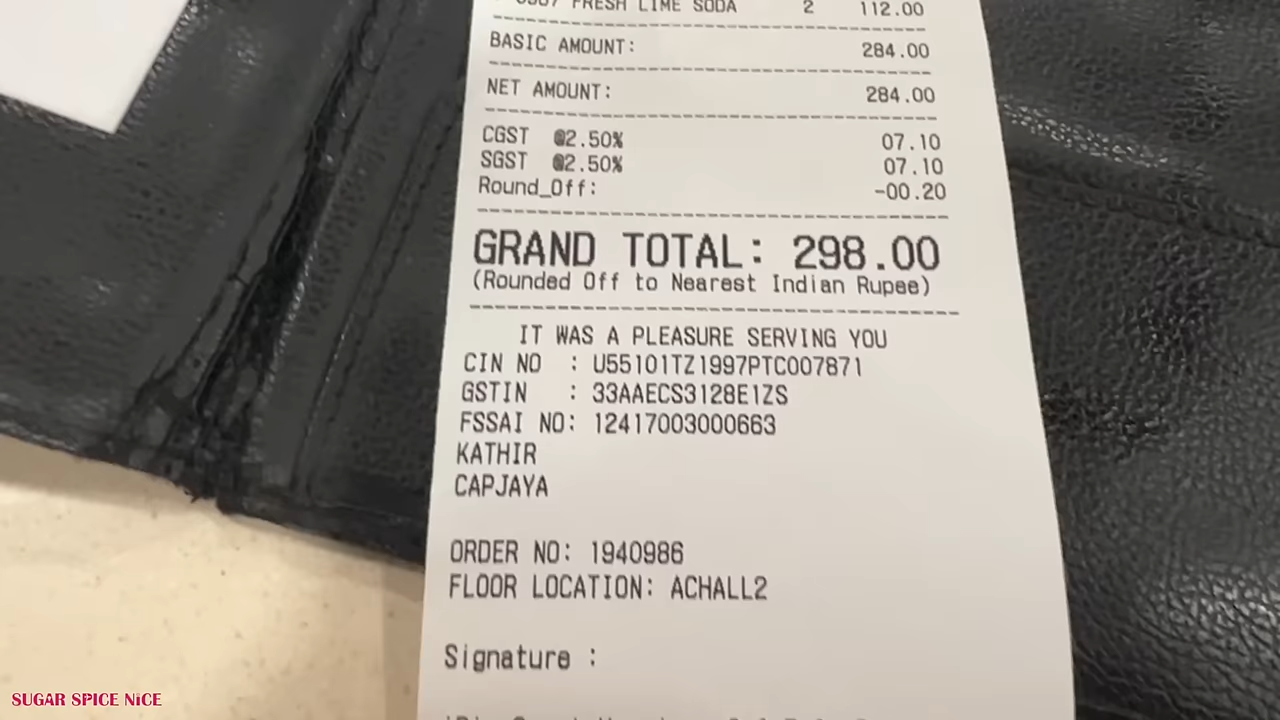 FRESH LIME SODA 2 112.00
BASIC AMOUNT: 284.00
NET AMOUNT: 284.00
CGST @2.50% 07.10
SGST @2.50% 07.10
Round_Off: -00.20
GRAND TOTAL: 298.00
(Rounded Off to Nearest Indian Rupee)
IT WAS A PLEASURE SERVING YOU
CIN NO : U55101TZ1997PTC007871
GSTIN : 33AAECS3128E1ZS
FSSAI NO: 12417003000663
KATHIR
CAPJAYA
ORDER NO: 1940986
FLOOR LOCATION: ACHALL2
Signature :
SUGAR SPICE NiCE